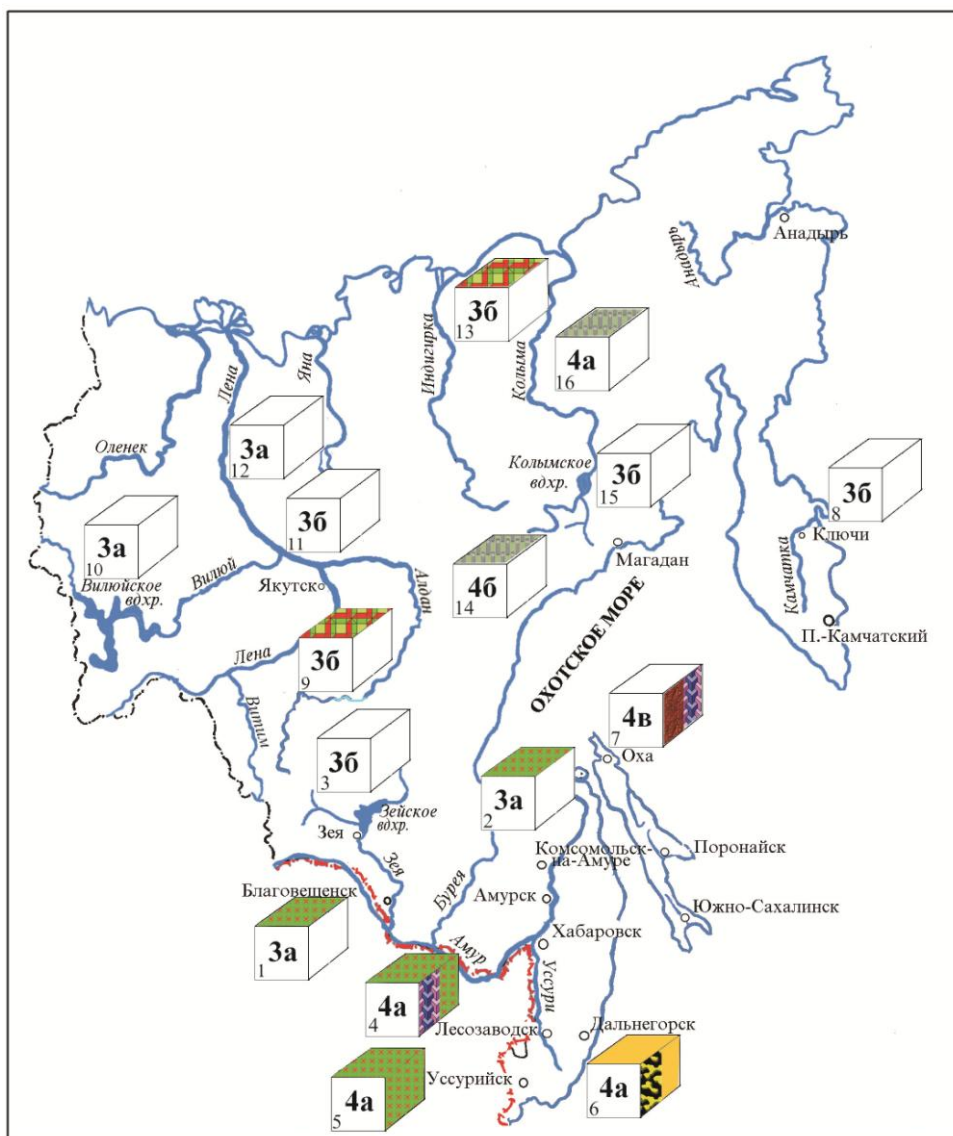 Анадырь
Анадырь
3б
13
Индигирка
Колыма
4а
16
Яна
Лена
Оленек
3а
12
Колымское
вдхр.
3б
15
3б
8
Ключи
3а
10
3б
11
Вилюйское
вдхр.
Вилюй
Якутск
Алдан
4б
14
Магадан
Камчатка
П.-Камчатский
ОХОТСКОЕ МОРЕ
Лена
3б
9
Витим
4в
7
Оха
3б
3
Зейское
вдхр.
Зея
Зея
3а
2
Комсомольск-
на-Амуре
Поронайск
Благовещенск
Бурея
Амурск
Южно-Сахалинск
3а
1
Амур
Хабаровск
Уссури
4а
4
Лесозаводск
Дальнегорск
4а
5
Уссурийск
4а
6